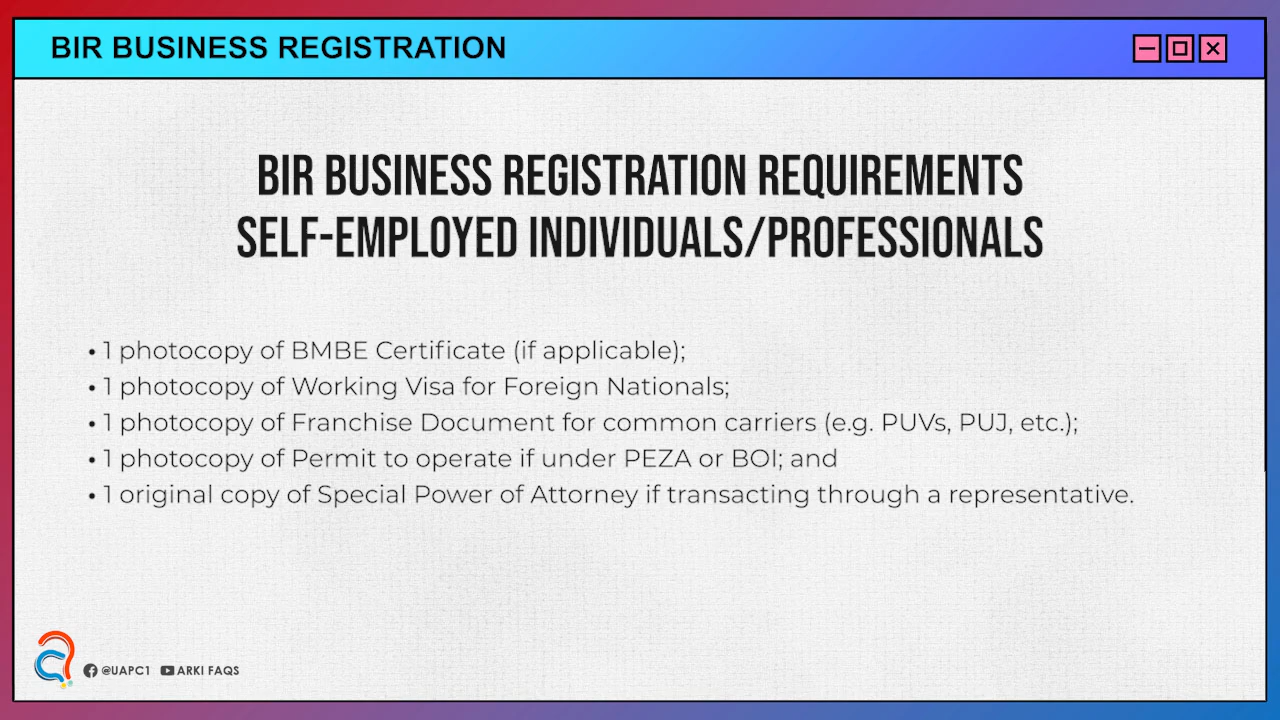 BIR BUSINESS REGISTRATION
BIR BUSINESS REGISTRATION REQUIREMENTS
SELF-EMPLOYED INDIVIDUALS/PROFESSIONALS
• 1 photocopy of BMBE Certificate (if applicable);
• 1 photocopy of Working Visa for Foreign Nationals;
• 1 photocopy of Franchise Document for common carriers (e.g. PUVs, PUJ, etc.);
• 1 photocopy of Permit to operate if under PEZA or BOI; and
• 1 original copy of Special Power of Attorney if transacting through a representative.
@UAPC1 ARKI FAQS